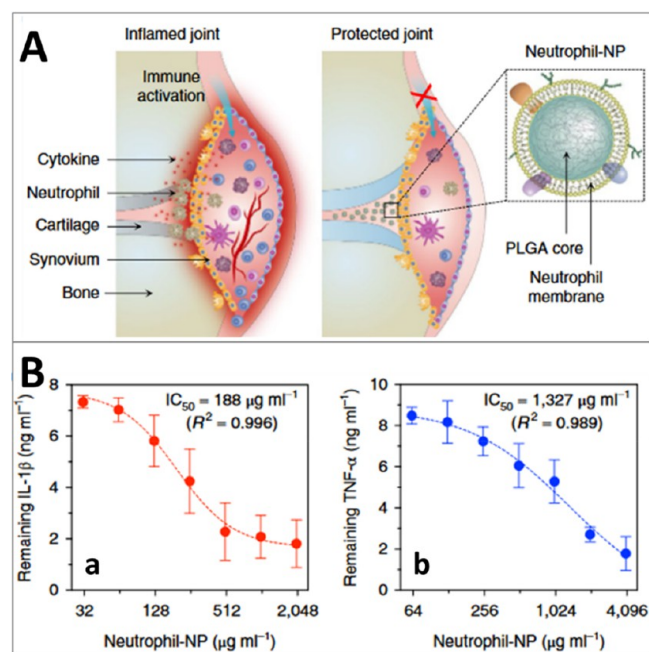 A
Inflamed joint
Protected joint
Neutrophil-NP
Immune
activation
Cytokine
Neutrophil
Cartilage
Synovium
Bone
PLGA core
Neutrophil
membrane
B
Remaining IL-1β (ng ml⁻¹)
8
6
4
2
0
IC₅₀ = 188 μg ml⁻¹
(R² = 0.996)
a
32
128
512
2,048
Neutrophil-NP (μg ml⁻¹)
Remaining TNF-α (ng ml⁻¹)
10
8
6
4
2
0
IC₅₀ = 1,327 μg ml⁻¹
(R² = 0.989)
b
64
256
1,024
4,096
Neutrophil-NP (μg ml⁻¹)